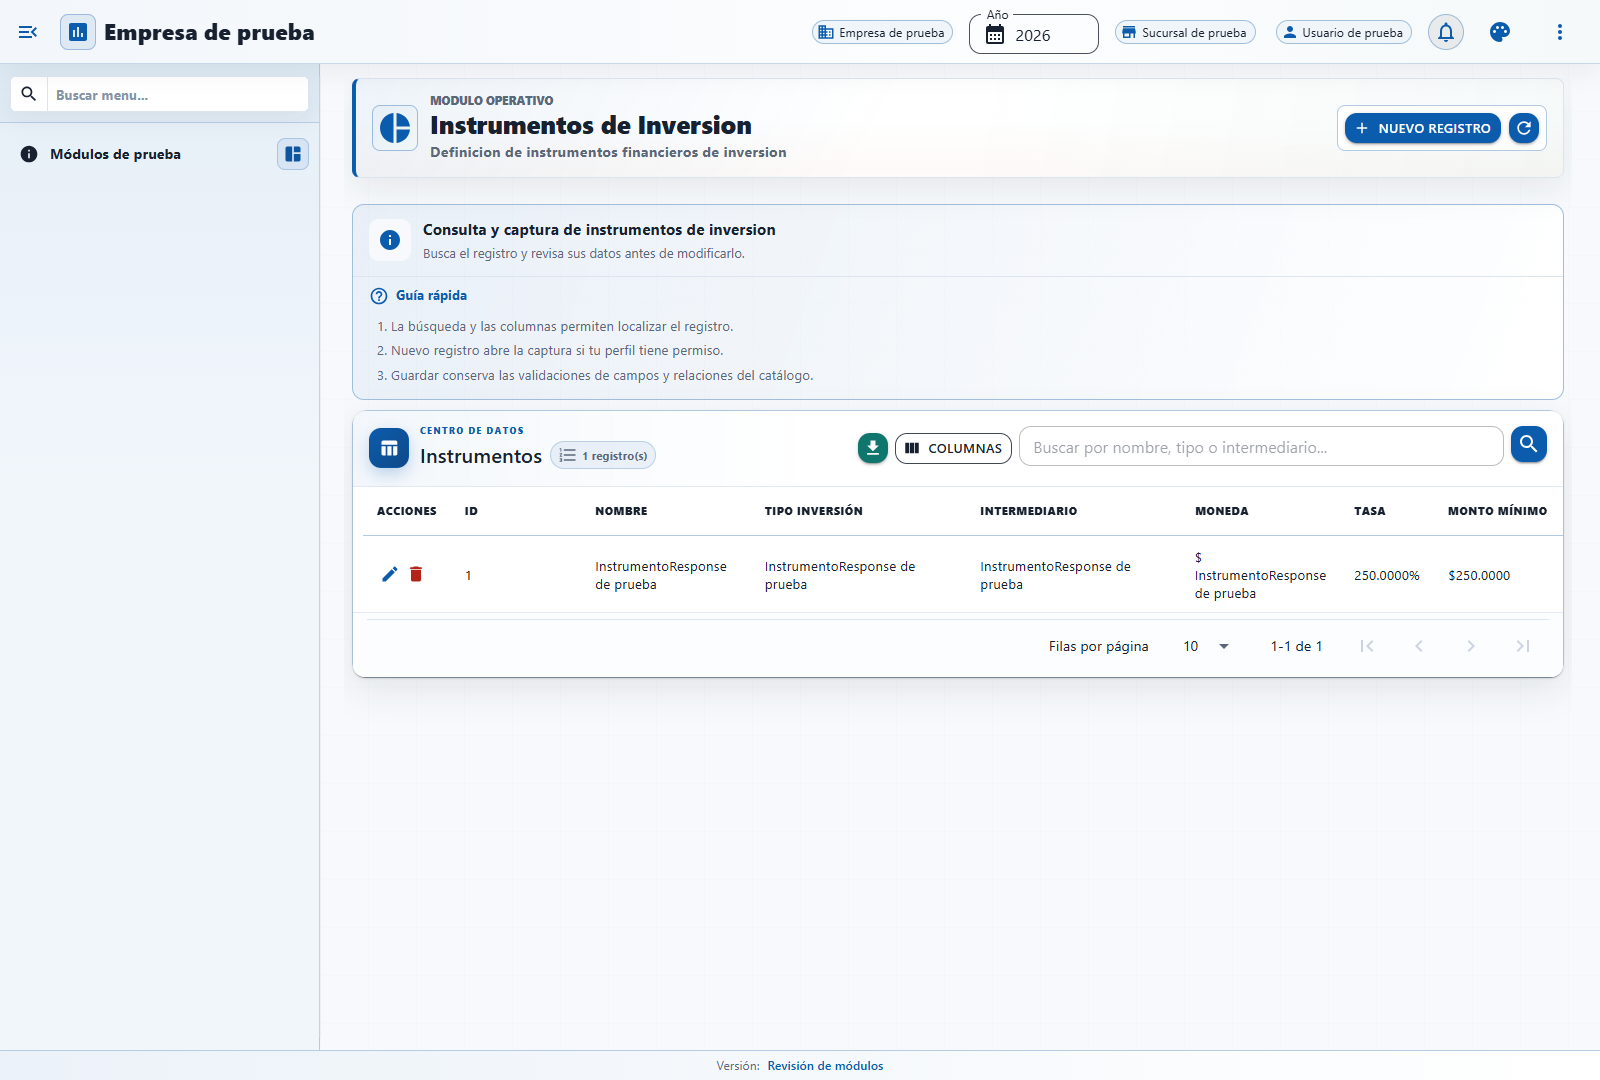 Empresa de prueba
Empresa de prueba
Año
2026
Sucursal de prueba
Usuario de prueba
Buscar menu...
Módulos de prueba
MODULO OPERATIVO
Instrumentos de Inversion
Definicion de instrumentos financieros de inversion
NUEVO REGISTRO
Consulta y captura de instrumentos de inversion
Busca el registro y revisa sus datos antes de modificarlo.
Guía rápida
1. La búsqueda y las columnas permiten localizar el registro.
2. Nuevo registro abre la captura si tu perfil tiene permiso.
3. Guardar conserva las validaciones de campos y relaciones del catálogo.
CENTRO DE DATOS
Instrumentos
1 registro(s)
COLUMNAS
Buscar por nombre, tipo o intermediario...
ACCIONES ID NOMBRE TIPO INVERSIÓN INTERMEDIARIO MONEDA TASA MONTO MÍNIMO
1
InstrumentoResponse
de prueba
InstrumentoResponse de
prueba
InstrumentoResponse de
prueba
$
InstrumentoResponse
de prueba
250.0000%
$250.0000
Filas por página 10 1-1 de 1
Versión: Revisión de módulos